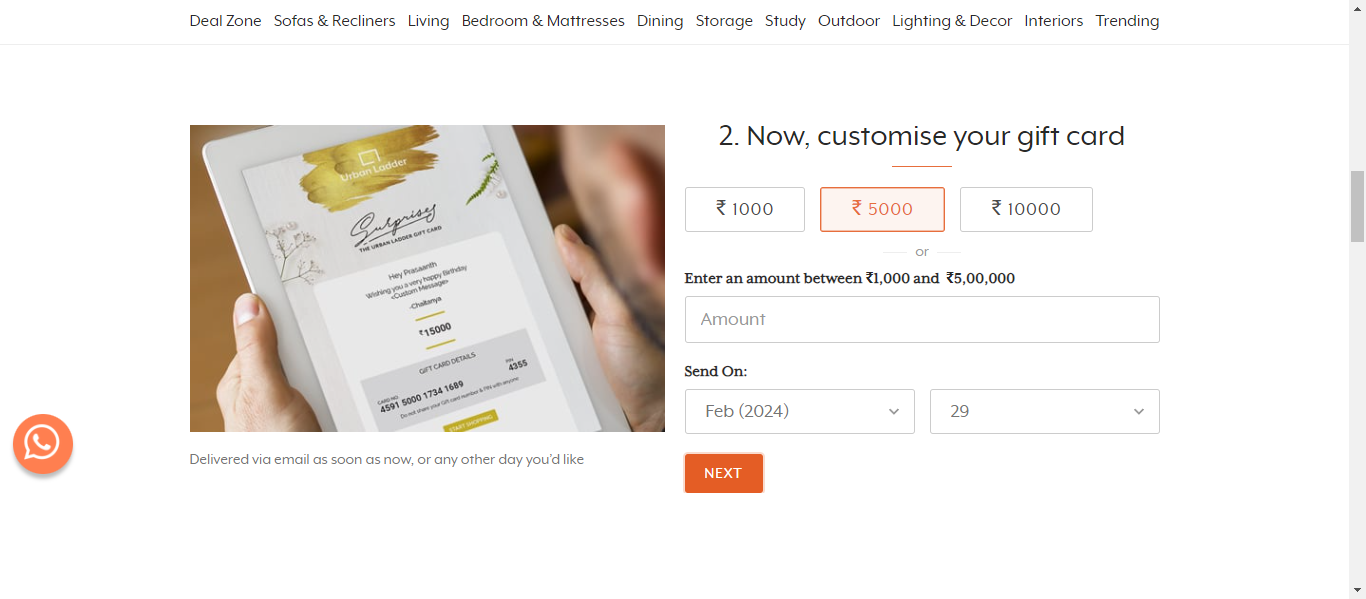 Deal Zone Sofas & Recliners Living Bedroom & Mattresses Dining Storage Study Outdoor Lighting & Decor Interiors Trending
Urban Ladder
Surprises
THE URBAN LADDER GIFT CARD
Hey Prasaanth
Wishing you a very happy Birthday
<Custom Message>
-Chaitanya
₹15000
GIFT CARD DETAILS
CARD NO. PIN
4591 5000 1734 1689 4355
Do not share your Gift card number & PIN with anyone
START SHOPPING
Delivered via email as soon as now, or any other day you'd like
2. Now, customise your gift card
₹ 1000 ₹ 5000 ₹ 10000
or
Enter an amount between ₹1,000 and ₹5,00,000
Amount
Send On:
Feb (2024) 29
NEXT